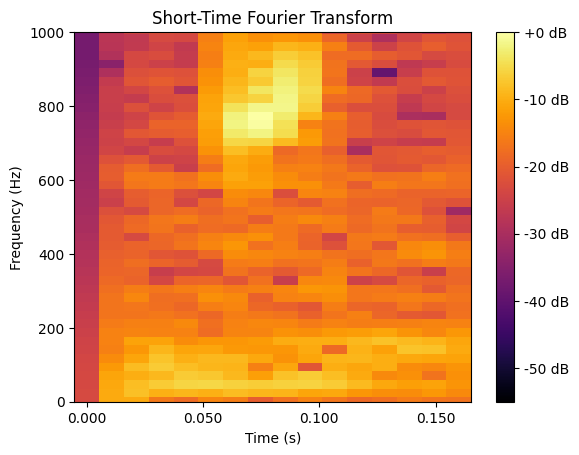 Short-Time Fourier Transform
1000
800
600
400
200
0
Frequency (Hz)
0.000
0.050
0.100
0.150
Time (s)
+0 dB
-10 dB
-20 dB
-30 dB
-40 dB
-50 dB